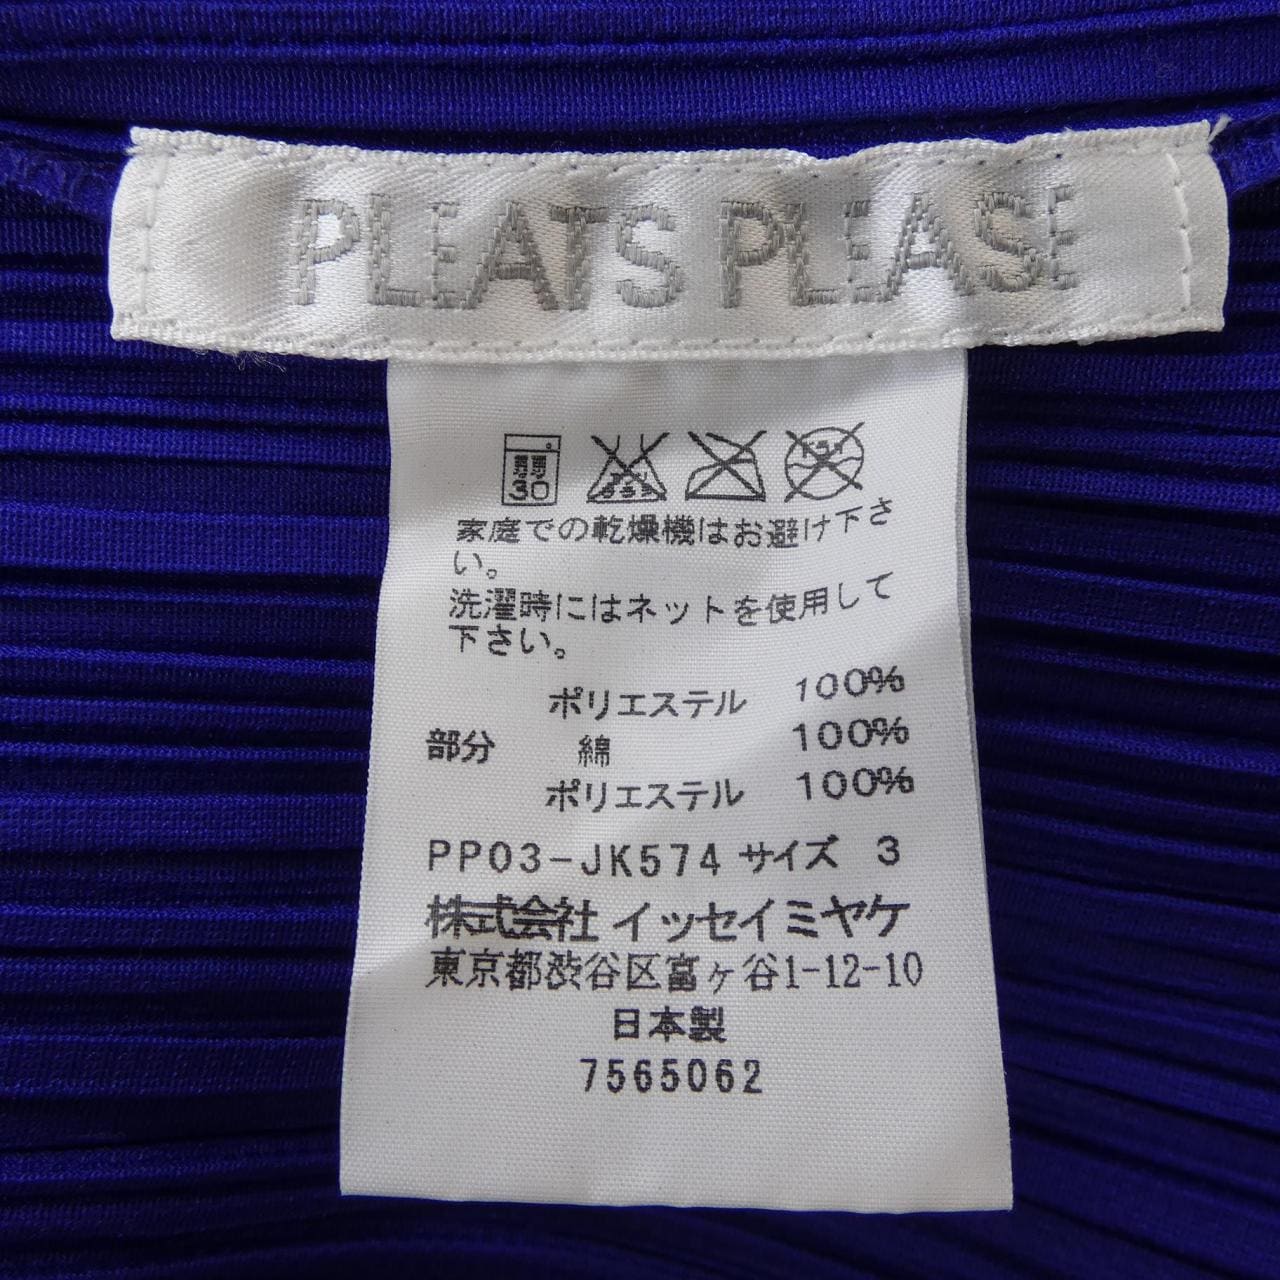 PLEATS PLEASE
弱
30
家庭での乾燥機はお避け下さ
い。
洗濯時にはネットを使用して
下さい。
ポリエステル 100%
部分 綿 100%
ポリエステル 100%
PP03-JK574 サイズ 3
株式会社 イッセイミヤケ
東京都渋谷区富ヶ谷1-12-10
日本製
7565062